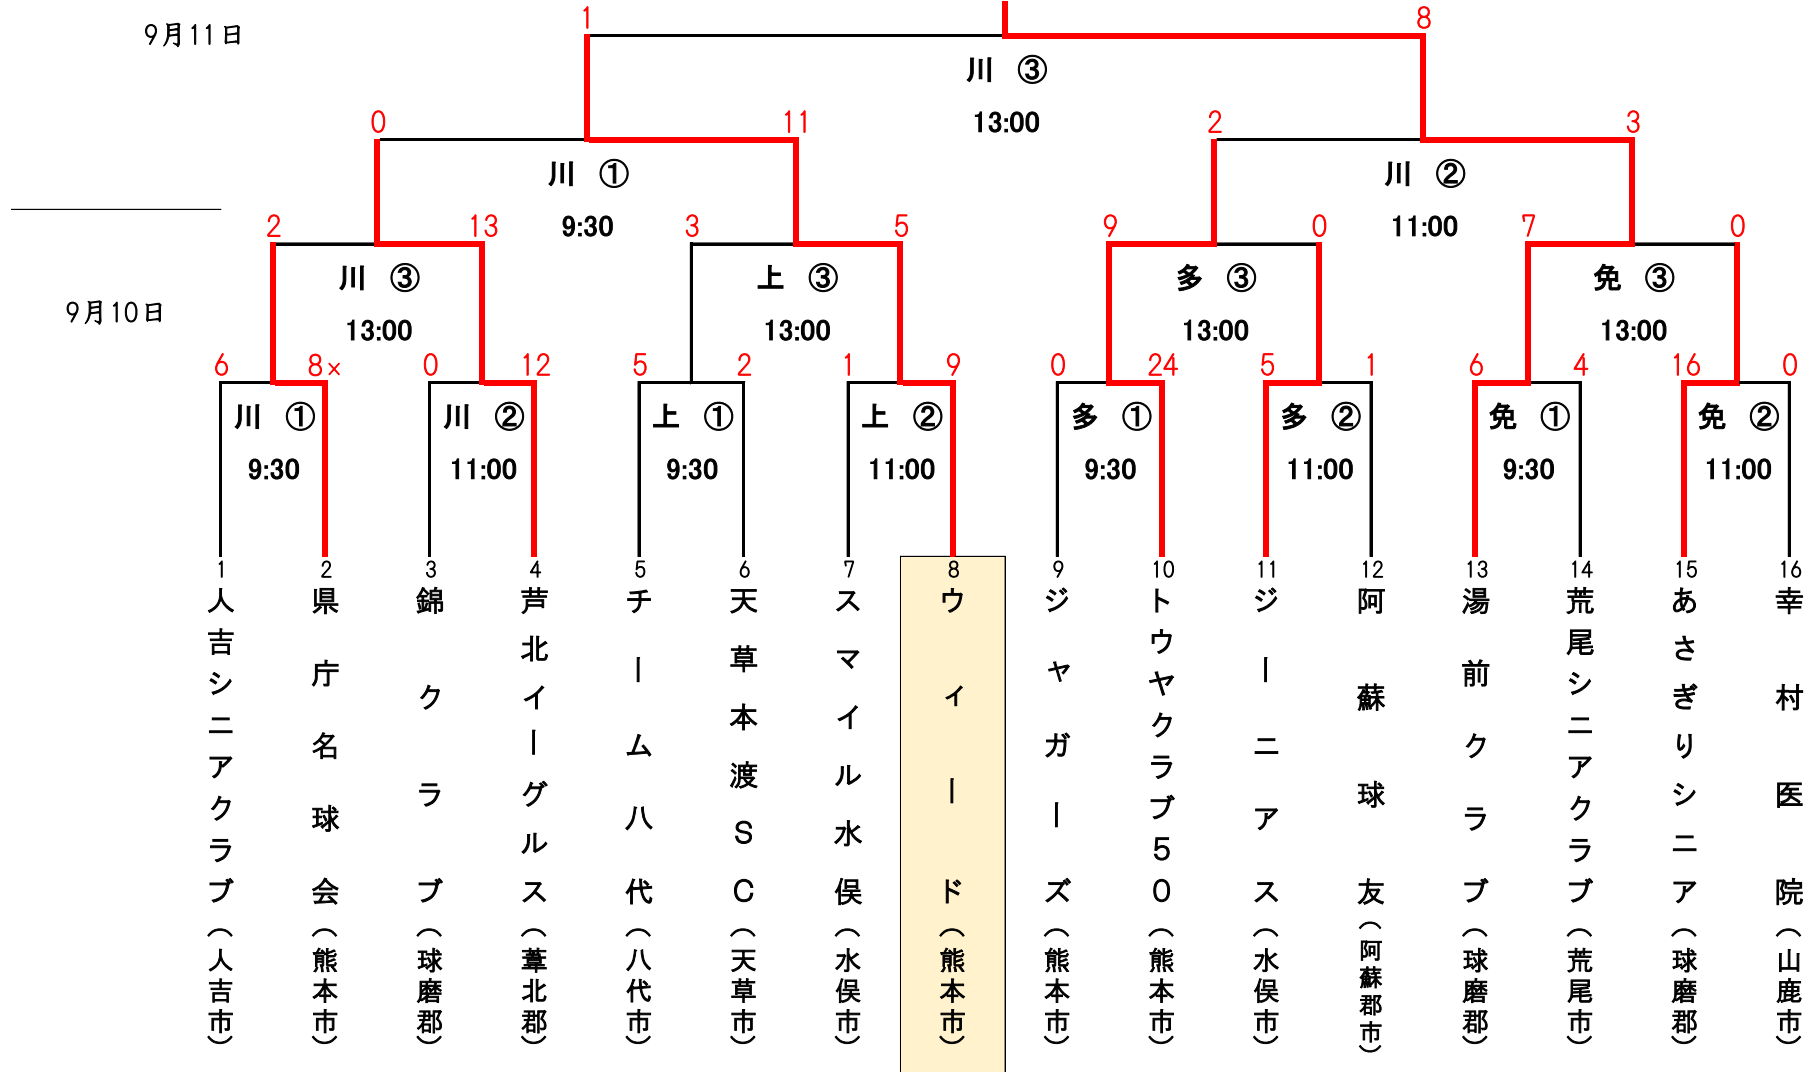 1 8
9月11日
川 ③
0 11 13:00 2 3
川 ① 川 ②
2 13 9:30 3 5 9 0 11:00 7 0
川 ③ 上 ③ 多 ③ 免 ③
9月10日
13:00 13:00 13:00 13:00
6 8× 0 12 5 2 1 9 0 24 5 1 6 4 16 0
川 ① 川 ② 上 ① 上 ② 多 ① 多 ② 免 ① 免 ②
9:30 11:00 9:30 11:00 9:30 11:00 9:30 11:00
1 人吉シニアクラブ(人吉市)
2 県庁名球会(熊本市)
3 錦クラブ(球磨郡)
4 芦北イーグルス(葦北郡)
5 チーム八代(八代市)
6 天草本渡SC(天草市)
7 スマイル水俣(水俣市)
8 ウィード(熊本市)
9 ジャガーズ(熊本市)
10 トウヤクラブ50(熊本市)
11 ジーニアス(水俣市)
12 阿蘇球友(阿蘇郡市)
13 湯前クラブ(球磨郡)
14 荒尾シニアクラブ(荒尾市)
15 あさぎりシニア(球磨郡)
16 幸村医院(山鹿市)